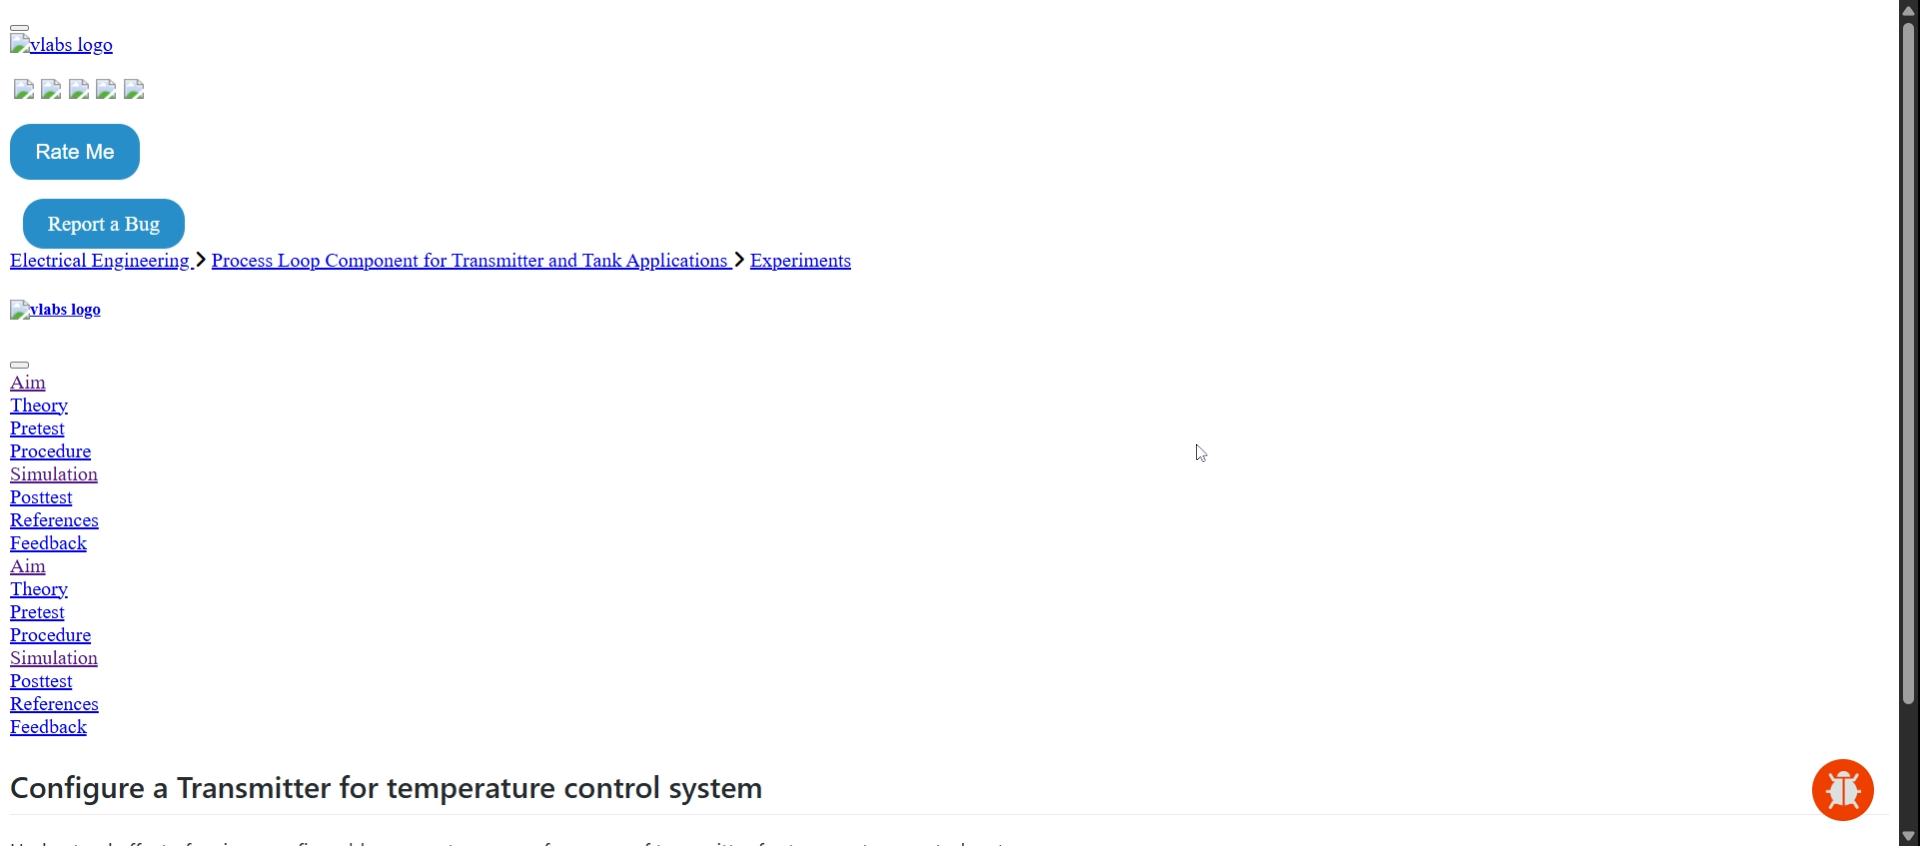 vlabs logo
Rate Me
Report a Bug
Electrical Engineering Process Loop Component for Transmitter and Tank Applications Experiments
vlabs logo
Aim
Theory
Pretest
Procedure
Simulation
Posttest
References
Feedback
Aim
Theory
Pretest
Procedure
Simulation
Posttest
References
Feedback
Configure a Transmitter for temperature control system